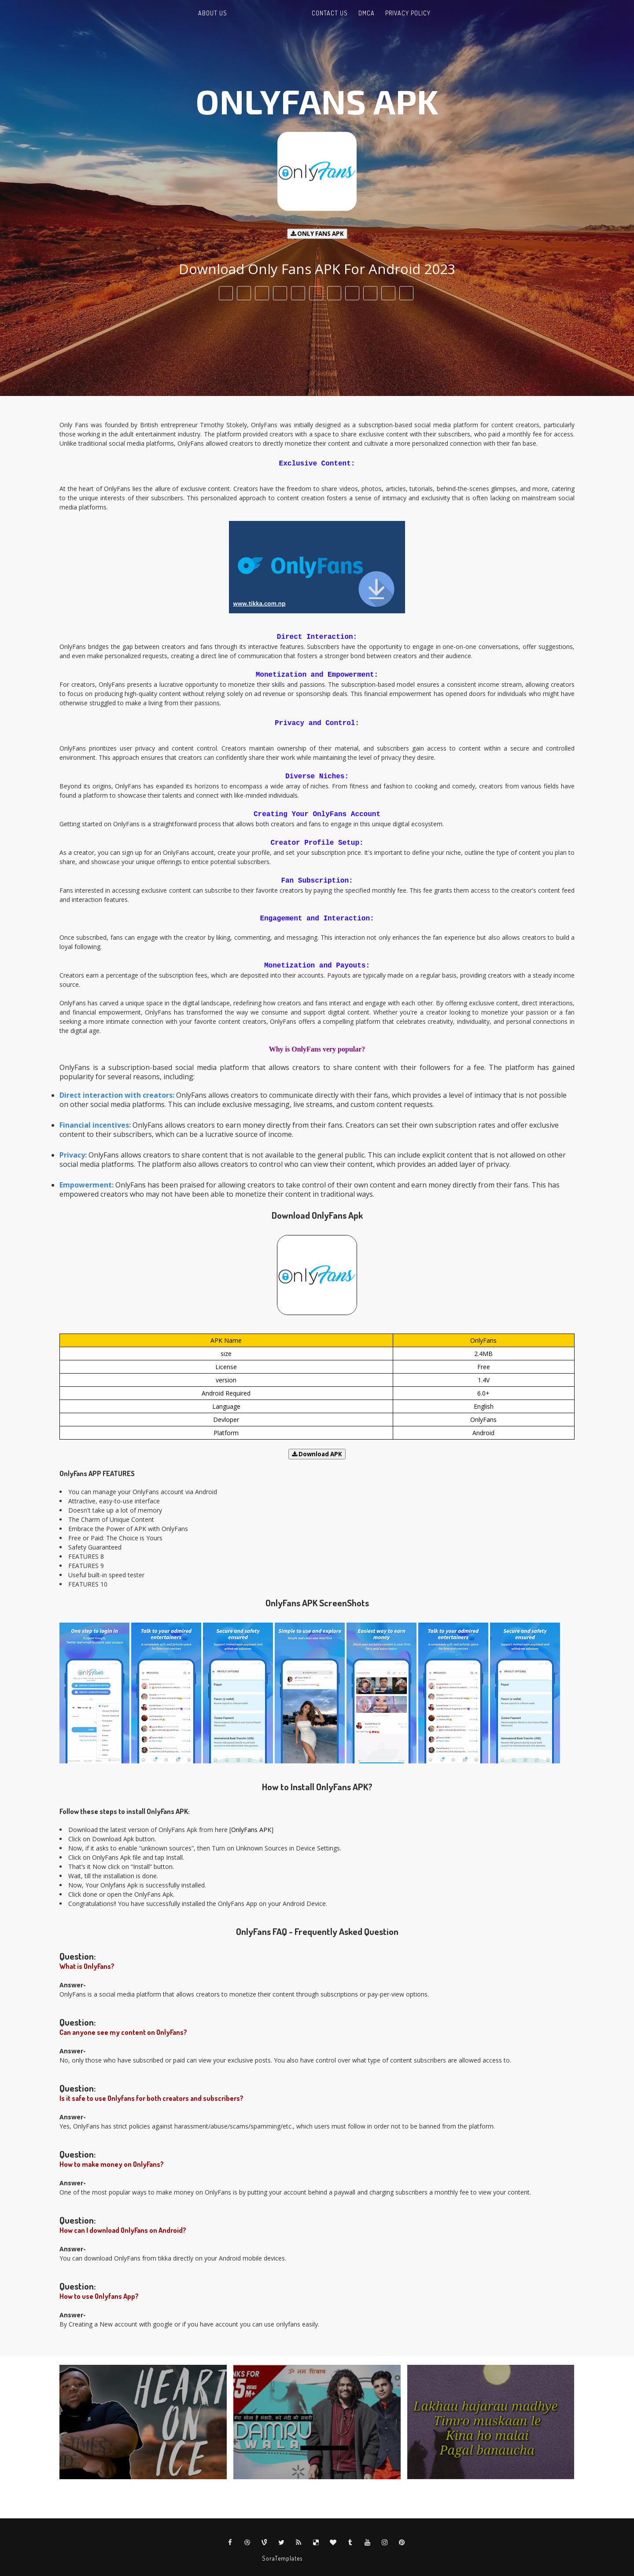 ABOUT US
CONTACT US
DMCA
PRIVACY POLICY
ONLYFANS APK
OnlyFans
ONLY FANS APK
Download Only Fans APK For Android 2023
Only Fans was founded by British entrepreneur Timothy Stokely, OnlyFans was initially designed as a subscription-based social media platform for content creators, particularly
those working in the adult entertainment industry. The platform provided creators with a space to share exclusive content with their subscribers, who paid a monthly fee for access.
Unlike traditional social media platforms, OnlyFans allowed creators to directly monetize their content and cultivate a more personalized connection with their fan base.
Exclusive Content:
At the heart of OnlyFans lies the allure of exclusive content. Creators have the freedom to share videos, photos, articles, tutorials, behind-the-scenes glimpses, and more, catering
to the unique interests of their subscribers. This personalized approach to content creation fosters a sense of intimacy and exclusivity that is often lacking on mainstream social
media platforms.
OnlyFans
www.tikka.com.np
Direct Interaction:
OnlyFans bridges the gap between creators and fans through its interactive features. Subscribers have the opportunity to engage in one-on-one conversations, offer suggestions,
and even make personalized requests, creating a direct line of communication that fosters a stronger bond between creators and their audience.
Monetization and Empowerment:
For creators, OnlyFans presents a lucrative opportunity to monetize their skills and passions. The subscription-based model ensures a consistent income stream, allowing creators
to focus on producing high-quality content without relying solely on ad revenue or sponsorship deals. This financial empowerment has opened doors for individuals who might have
otherwise struggled to make a living from their passions.
Privacy and Control:
OnlyFans prioritizes user privacy and content control. Creators maintain ownership of their material, and subscribers gain access to content within a secure and controlled
environment. This approach ensures that creators can confidently share their work while maintaining the level of privacy they desire.
Diverse Niches:
Beyond its origins, OnlyFans has expanded its horizons to encompass a wide array of niches. From fitness and fashion to cooking and comedy, creators from various fields have
found a platform to showcase their talents and connect with like-minded individuals.
Creating Your OnlyFans Account
Getting started on OnlyFans is a straightforward process that allows both creators and fans to engage in this unique digital ecosystem.
Creator Profile Setup:
As a creator, you can sign up for an OnlyFans account, create your profile, and set your subscription price. It's important to define your niche, outline the type of content you plan to
share, and showcase your unique offerings to entice potential subscribers.
Fan Subscription:
Fans interested in accessing exclusive content can subscribe to their favorite creators by paying the specified monthly fee. This fee grants them access to the creator's content feed
and interaction features.
Engagement and Interaction:
Once subscribed, fans can engage with the creator by liking, commenting, and messaging. This interaction not only enhances the fan experience but also allows creators to build a
loyal following.
Monetization and Payouts:
Creators earn a percentage of the subscription fees, which are deposited into their accounts. Payouts are typically made on a regular basis, providing creators with a steady income
source.
OnlyFans has carved a unique space in the digital landscape, redefining how creators and fans interact and engage with each other. By offering exclusive content, direct interactions,
and financial empowerment, OnlyFans has transformed the way we consume and support digital content. Whether you're a creator looking to monetize your passion or a fan
seeking a more intimate connection with your favorite content creators, OnlyFans offers a compelling platform that celebrates creativity, individuality, and personal connections in
the digital age.
Why is OnlyFans very popular?
OnlyFans is a subscription-based social media platform that allows creators to share content with their followers for a fee. The platform has gained
popularity for several reasons, including:
Direct interaction with creators: OnlyFans allows creators to communicate directly with their fans, which provides a level of intimacy that is not possible
on other social media platforms. This can include exclusive messaging, live streams, and custom content requests.
Financial incentives: OnlyFans allows creators to earn money directly from their fans. Creators can set their own subscription rates and offer exclusive
content to their subscribers, which can be a lucrative source of income.
Privacy: OnlyFans allows creators to share content that is not available to the general public. This can include explicit content that is not allowed on other
social media platforms. The platform also allows creators to control who can view their content, which provides an added layer of privacy.
Empowerment: OnlyFans has been praised for allowing creators to take control of their own content and earn money directly from their fans. This has
empowered creators who may not have been able to monetize their content in traditional ways.
Download OnlyFans Apk
OnlyFans
APK Name OnlyFans
size 2.4MB
License Free
version 1.4V
Android Required 6.0+
Language English
Devloper OnlyFans
Platform Android
Download APK
OnlyFans APP FEATURES
You can manage your OnlyFans account via Android
Attractive, easy-to-use interface
Doesn't take up a lot of memory
The Charm of Unique Content
Embrace the Power of APK with OnlyFans
Free or Paid: The Choice is Yours
Safety Guaranteed
FEATURES 8
FEATURES 9
Useful built-in speed tester
FEATURES 10
OnlyFans APK ScreenShots
One step to login in
Talk to your admired entertainers
Secure and safety ensured
Simple to use and explore
Easiest way to earn money
Talk to your admired entertainers
Secure and safety ensured
How to Install OnlyFans APK?
Follow these steps to install OnlyFans APK:
Download the latest version of OnlyFans Apk from here [OnlyFans APK]
Click on Download Apk button.
Now, if it asks to enable “unknown sources”, then Turn on Unknown Sources in Device Settings.
Click on OnlyFans Apk file and tap Install.
That's it Now click on “Install” button.
Wait, till the installation is done.
Now, Your Onlyfans Apk is successfully installed.
Click done or open the OnlyFans Apk.
Congratulations!! You have successfully installed the OnlyFans App on your Android Device.
OnlyFans FAQ - Frequently Asked Question
Question:
What is OnlyFans?
Answer-
OnlyFans is a social media platform that allows creators to monetize their content through subscriptions or pay-per-view options.
Question:
Can anyone see my content on OnlyFans?
Answer-
No, only those who have subscribed or paid can view your exclusive posts. You also have control over what type of content subscribers are allowed access to.
Question:
Is it safe to use Onlyfans for both creators and subscribers?
Answer-
Yes, OnlyFans has strict policies against harassment/abuse/scams/spamming/etc., which users must follow in order not to be banned from the platform.
Question:
How to make money on OnlyFans?
Answer-
One of the most popular ways to make money on OnlyFans is by putting your account behind a paywall and charging subscribers a monthly fee to view your content.
Question:
How can I download OnlyFans on Android?
Answer-
You can download OnlyFans from tikka directly on your Android mobile devices.
Question:
How to use Onlyfans App?
Answer-
By Creating a New account with google or if you have account you can use onlyfans easily.
HEART
ON
ICE
DAMRU
WALA
Lakhau hajarau madhye
Timro muskaan le
Kina ho malai
Pagal banaucha
SoraTemplates